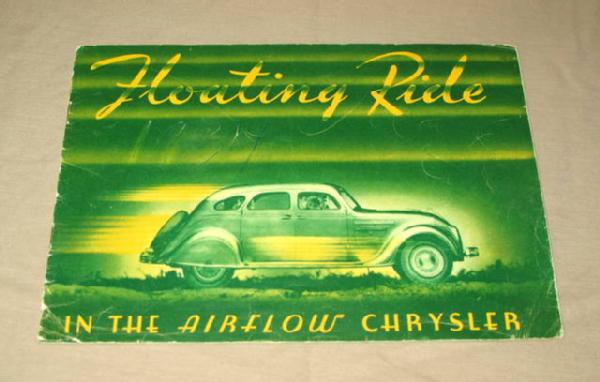 Floating Ride
IN THE AIRFLOW CHRYSLER